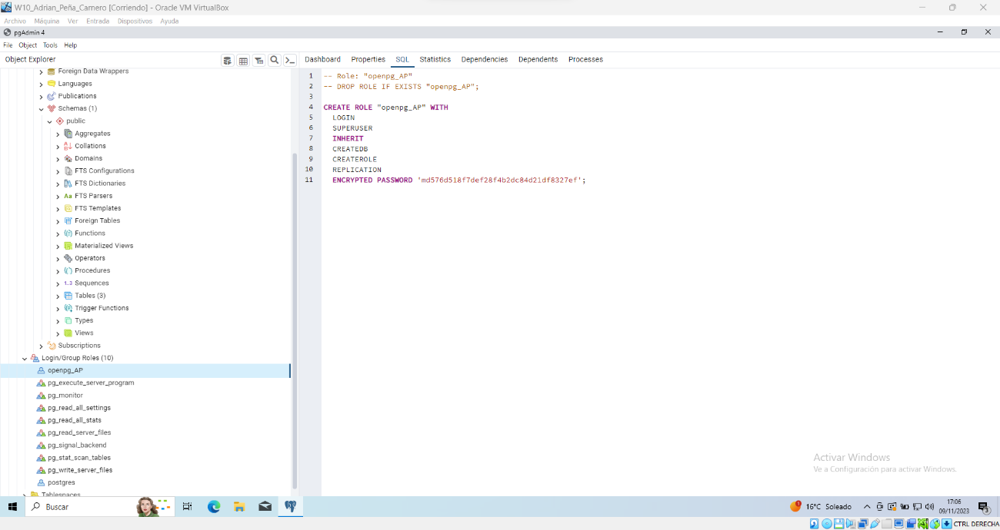 W10_Adrian_Peña_Carnero [Corriendo] - Oracle VM VirtualBox
Archivo Máquina Ver Entrada Dispositivos Ayuda
pgAdmin 4
File Object Tools Help
Object Explorer
Dashboard Properties SQL Statistics Dependencies Dependents Processes
Foreign Data Wrappers
Languages
Publications
Schemas (1)
public
Aggregates
Collations
Domains
FTS Configurations
FTS Dictionaries
Aa FTS Parsers
FTS Templates
Foreign Tables
Functions
Materialized Views
Operators
Procedures
1..3 Sequences
Tables (3)
Trigger Functions
Types
Views
Subscriptions
Login/Group Roles (10)
openpg_AP
pg_execute_server_program
pg_monitor
pg_read_all_settings
pg_read_all_stats
pg_read_server_files
pg_signal_backend
pg_stat_scan_tables
pg_write_server_files
postgres
Tablespaces
1 -- Role: "openpg_AP"
2 -- DROP ROLE IF EXISTS "openpg_AP";
3
4 CREATE ROLE "openpg_AP" WITH
5 LOGIN
6 SUPERUSER
7 INHERIT
8 CREATEDB
9 CREATEROLE
10 REPLICATION
11 ENCRYPTED PASSWORD 'md576d518f7def28f4b2dc84d21df8327ef';
Activar Windows
Ve a Configuración para activar Windows.
Buscar
1
16°C Soleado
17:06
09/11/2023
3
CTRL DERECHA